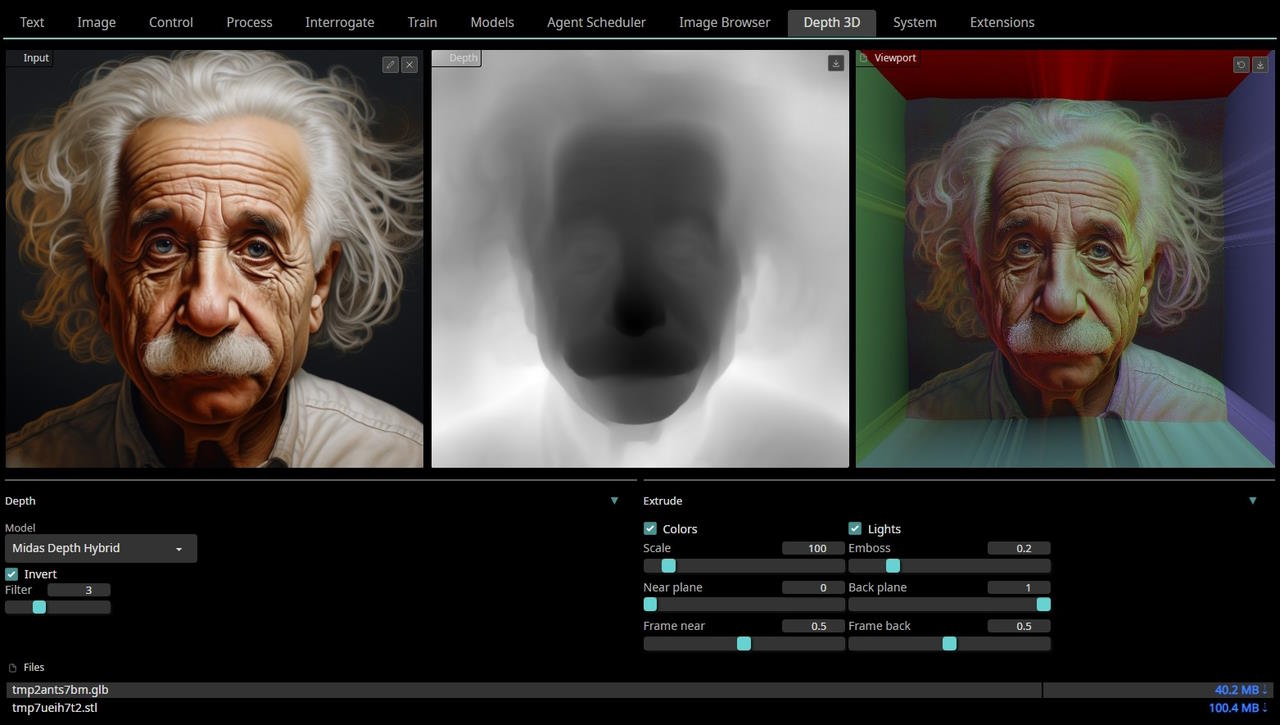 Text Image Control Process Interrogate Train Models Agent Scheduler Image Browser Depth 3D System Extensions
Input
Depth
Viewport
Depth
Model
Midas Depth Hybrid
Invert
Filter 3
Extrude
Colors Lights
Scale 100 Emboss 0.2
Near plane 0 Back plane 1
Frame near 0.5 Frame back 0.5
Files
tmp2ants7bm.glb 40.2 MB
tmp7ueih7t2.stl 100.4 MB